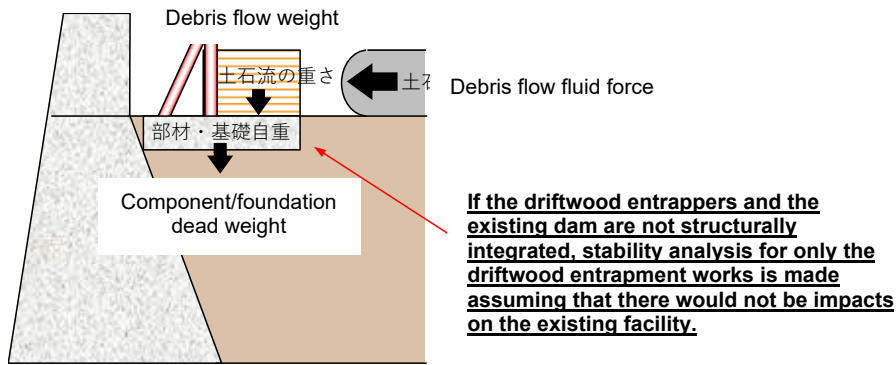 Debris flow weight
土石流の重さ
土石
Debris flow fluid force
部材・基礎自重
Component/foundation
dead weight
If the driftwood entrappers and the
existing dam are not structurally
integrated, stability analysis for only the
driftwood entrapment works is made
assuming that there would not be impacts
on the existing facility.